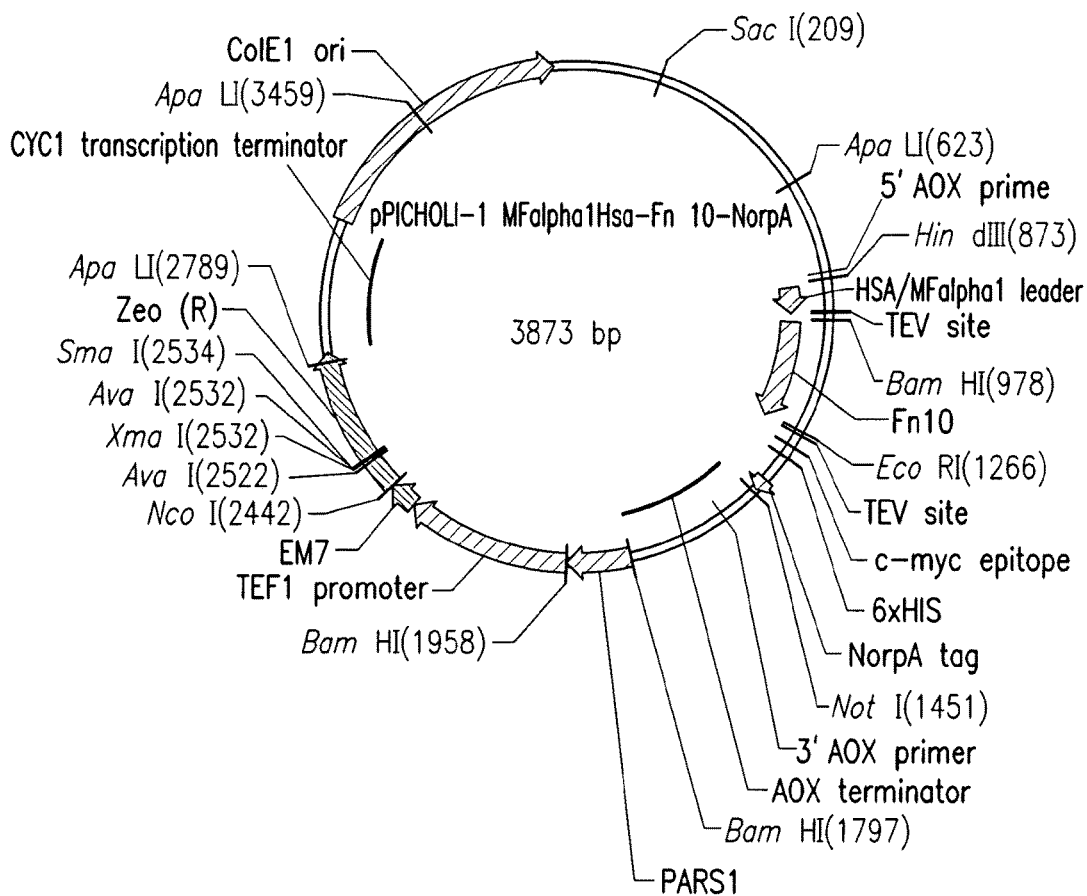 Sac I(209)
ColE1 ori
Apa LI(3459)
CYC1 transcription terminator
Apa LI(623)
5' AOX prime
pPICHOLI-1 MFalpha1Hsa-Fn 10-NorpA
Hin dIII(873)
Apa LI(2789)
HSA/MFalpha1 leader
Zeo (R)
3873 bp
TEV site
Sma I(2534)
Bam HI(978)
Ava I(2532)
Fn10
Xma I(2532)
Eco RI(1266)
Ava I(2522)
Nco I(2442)
TEV site
EM7
c-myc epitope
TEF1 promoter
6xHIS
Bam HI(1958)
NorpA tag
Not I(1451)
3' AOX primer
AOX terminator
Bam HI(1797)
PARS1